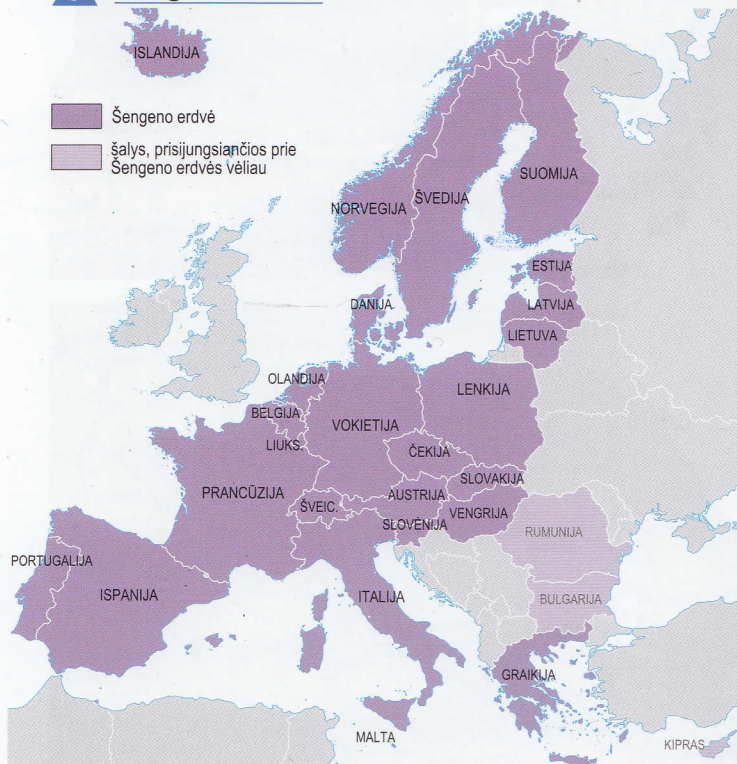 ISLANDIJA
Šengeno erdvė
šalys, prisijungsiančios prie
Šengeno erdvės vėliau
SUOMIJA
ŠVEDIJA
NORVEGIJA
ESTIJA
DANIJA
LATVIJA
LIETUVA
OLANDIJA
LENKIJA
BELGIJA
VOKIETIJA
LIUKS.
ČEKIJA
SLOVAKIJA
PRANCŪZIJA
AUSTRIJA
ŠVEIC.
VENGRIJA
SLOVĖNIJA
RUMUNIJA
PORTUGALIJA
ISPANIJA
ITALIJA
BULGARIJA
GRAIKIJA
MALTA
KIPRAS